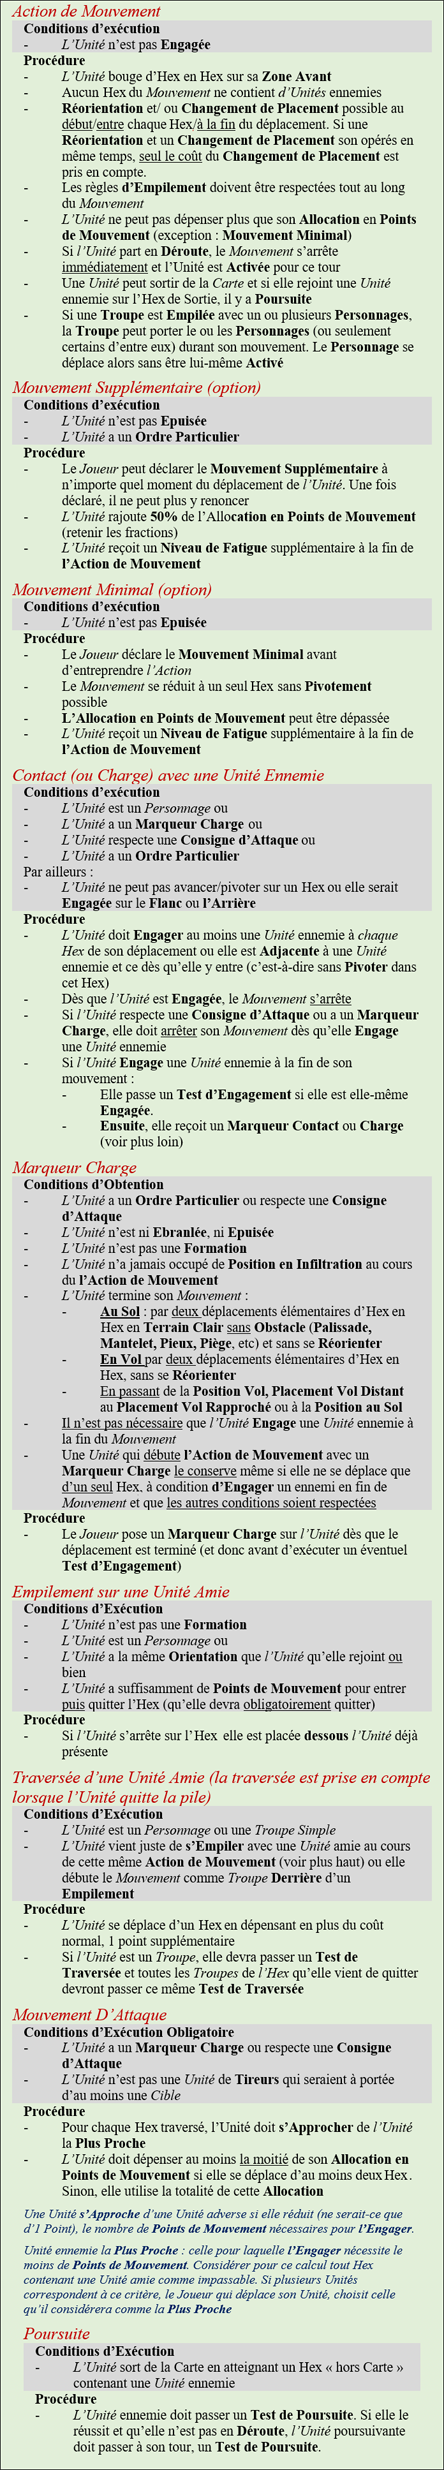 Action de Mouvement
Conditions d'exécution
- L'Unité n'est pas Engagée
Procédure
- L'Unité bouge d'Hex en Hex sur sa Zone Avant
- Aucun Hex du Mouvement ne contient d'Unités ennemies
- Réorientation et/ ou Changement de Placement possible au
début/entre chaque Hex/à la fin du déplacement. Si une
Réorientation et un Changement de Placement son opérés en
même temps, seul le coût du Changement de Placement est
pris en compte.
- Les règles d'Empilement doivent être respectées tout au long
du Mouvement
- L'Unité ne peut pas dépenser plus que son Allocation en Points
de Mouvement (exception : Mouvement Minimal)
- Si l'Unité part en Déroute, le Mouvement s'arrête
immédiatement et l'Unité est Activée pour ce tour
- Une Unité peut sortir de la Carte et si elle rejoint une Unité
ennemie sur l'Hex de Sortie, il y a Poursuite
- Si une Troupe est Empilée avec un ou plusieurs Personnages,
la Troupe peut porter le ou les Personnages (ou seulement
certains d'entre eux) durant son mouvement. Le Personnage se
déplace alors sans être lui-même Activé
Mouvement Supplémentaire (option)
Conditions d'exécution
- L'Unité n'est pas Epuisée
- L'Unité a un Ordre Particulier
Procédure
- Le Joueur peut déclarer le Mouvement Supplémentaire à
n'importe quel moment du déplacement de l'Unité. Une fois
déclaré, il ne peut plus y renoncer
- L'Unité rajoute 50% de l'Allocation en Points de Mouvement
(retenir les fractions)
- L'Unité reçoit un Niveau de Fatigue supplémentaire à la fin de
l'Action de Mouvement
Mouvement Minimal (option)
Conditions d'exécution
- L'Unité n'est pas Epuisée
Procédure
- Le Joueur déclare le Mouvement Minimal avant
d'entreprendre l'Action
- Le Mouvement se réduit à un seul Hex sans Pivotement
possible
- L'Allocation en Points de Mouvement peut être dépassée
- L'Unité reçoit un Niveau de Fatigue supplémentaire à la fin de
l'Action de Mouvement
Contact (ou Charge) avec une Unité Ennemie
Conditions d'exécution
- L'Unité est un Personnage ou
- L'Unité a un Marqueur Charge ou
- L'Unité respecte une Consigne d'Attaque ou
- L'Unité a un Ordre Particulier
Par ailleurs :
- L'Unité ne peut pas avancer/pivoter sur un Hex ou elle serait
Engagée sur le Flanc ou l'Arrière
Procédure
- L'Unité doit Engager au moins une Unité ennemie à chaque
Hex de son déplacement ou elle est Adjacente à une Unité
ennemie et ce dès qu'elle y entre (c'est-à-dire sans Pivoter dans
cet Hex)
- Dès que l'Unité est Engagée, le Mouvement s'arrête
- Si l'Unité respecte une Consigne d'Attaque ou a un Marqueur
Charge, elle doit arrêter son Mouvement dès qu'elle Engage
une Unité ennemie
- Si l'Unité Engage une Unité ennemie à la fin de son
mouvement :
- Elle passe un Test d'Engagement si elle est elle-même
Engagée.
- Ensuite, elle reçoit un Marqueur Contact ou Charge
(voir plus loin)
Marqueur Charge
Conditions d'Obtention
- L'Unité a un Ordre Particulier ou respecte une Consigne
d'Attaque
- L'Unité n'est ni Ebranlée, ni Epuisée
- L'Unité n'est pas une Formation
- L'Unité n'a jamais occupé de Position en Infiltration au cours
du l'Action de Mouvement
- L'Unité termine son Mouvement :
- Au Sol : par deux déplacements élémentaires d'Hex en
Hex en Terrain Clair sans Obstacle (Palissade,
Mantelet, Pieux, Piège, etc) et sans se Réorienter
- En Vol par deux déplacements élémentaires d'Hex en
Hex, sans se Réorienter
- En passant de la Position Vol, Placement Vol Distant
au Placement Vol Rapproché ou à la Position au Sol
- Il n'est pas nécessaire que l'Unité Engage une Unité ennemie à
la fin du Mouvement
- Une Unité qui débute l'Action de Mouvement avec un
Marqueur Charge le conserve même si elle ne se déplace que
d'un seul Hex, à condition d'Engager un ennemi en fin de
Mouvement et que les autres conditions soient respectées
Procédure
- Le Joueur pose un Marqueur Charge sur l'Unité dès que le
déplacement est terminé (et donc avant d'exécuter un éventuel
Test d'Engagement)
Empilement sur une Unité Amie
Conditions d'Exécution
- L'Unité n'est pas une Formation
- L'Unité est un Personnage ou
- L'Unité a la même Orientation que l'Unité qu'elle rejoint ou
bien
- L'Unité a suffisamment de Points de Mouvement pour entrer
puis quitter l'Hex (qu'elle devra obligatoirement quitter)
Procédure
- Si l'Unité s'arrête sur l'Hex elle est placée dessous l'Unité déjà
présente
Traversée d'une Unité Amie (la traversée est prise en compte
lorsque l'Unité quitte la pile)
Conditions d'Exécution
- L'Unité est un Personnage ou une Troupe Simple
- L'Unité vient juste de s'Empiler avec une Unité amie au cours
de cette même Action de Mouvement (voir plus haut) ou elle
débute le Mouvement comme Troupe Derrière d'un
Empilement
Procédure
- L'Unité se déplace d'un Hex en dépensant en plus du coût
normal, 1 point supplémentaire
- Si l'Unité est un Troupe, elle devra passer un Test de
Traversée et toutes les Troupes de l'Hex qu'elle vient de quitter
devront passer ce même Test de Traversée
Mouvement D'Attaque
Conditions d'Exécution Obligatoire
- L'Unité a un Marqueur Charge ou respecte une Consigne
d'Attaque
- L'Unité n'est pas une Unité de Tireurs qui seraient à portée
d'au moins une Cible
Procédure
- Pour chaque Hex traversé, l'Unité doit s'Approcher de l'Unité
la Plus Proche
- L'Unité doit dépenser au moins la moitié de son Allocation en
Points de Mouvement si elle se déplace d'au moins deux Hex.
Sinon, elle utilise la totalité de cette Allocation
Une Unité s'Approche d'une Unité adverse si elle réduit (ne serait-ce que
d'1 Point), le nombre de Points de Mouvement nécessaires pour l'Engager.
Unité ennemie la Plus Proche : celle pour laquelle l'Engager nécessite le
moins de Points de Mouvement. Considérer pour ce calcul tout Hex
contenant une Unité amie comme impassable. Si plusieurs Unités
correspondent à ce critère, le Joueur qui déplace son Unité, choisit celle
qu'il considérera comme la Plus Proche
Poursuite
Conditions d'Exécution
- L'Unité sort de la Carte en atteignant un Hex « hors Carte »
contenant une Unité ennemie
Procédure
- L'Unité ennemie doit passer un Test de Poursuite. Si elle le
réussit et qu'elle n'est pas en Déroute, l'Unité poursuivante
doit passer à son tour, un Test de Poursuite.